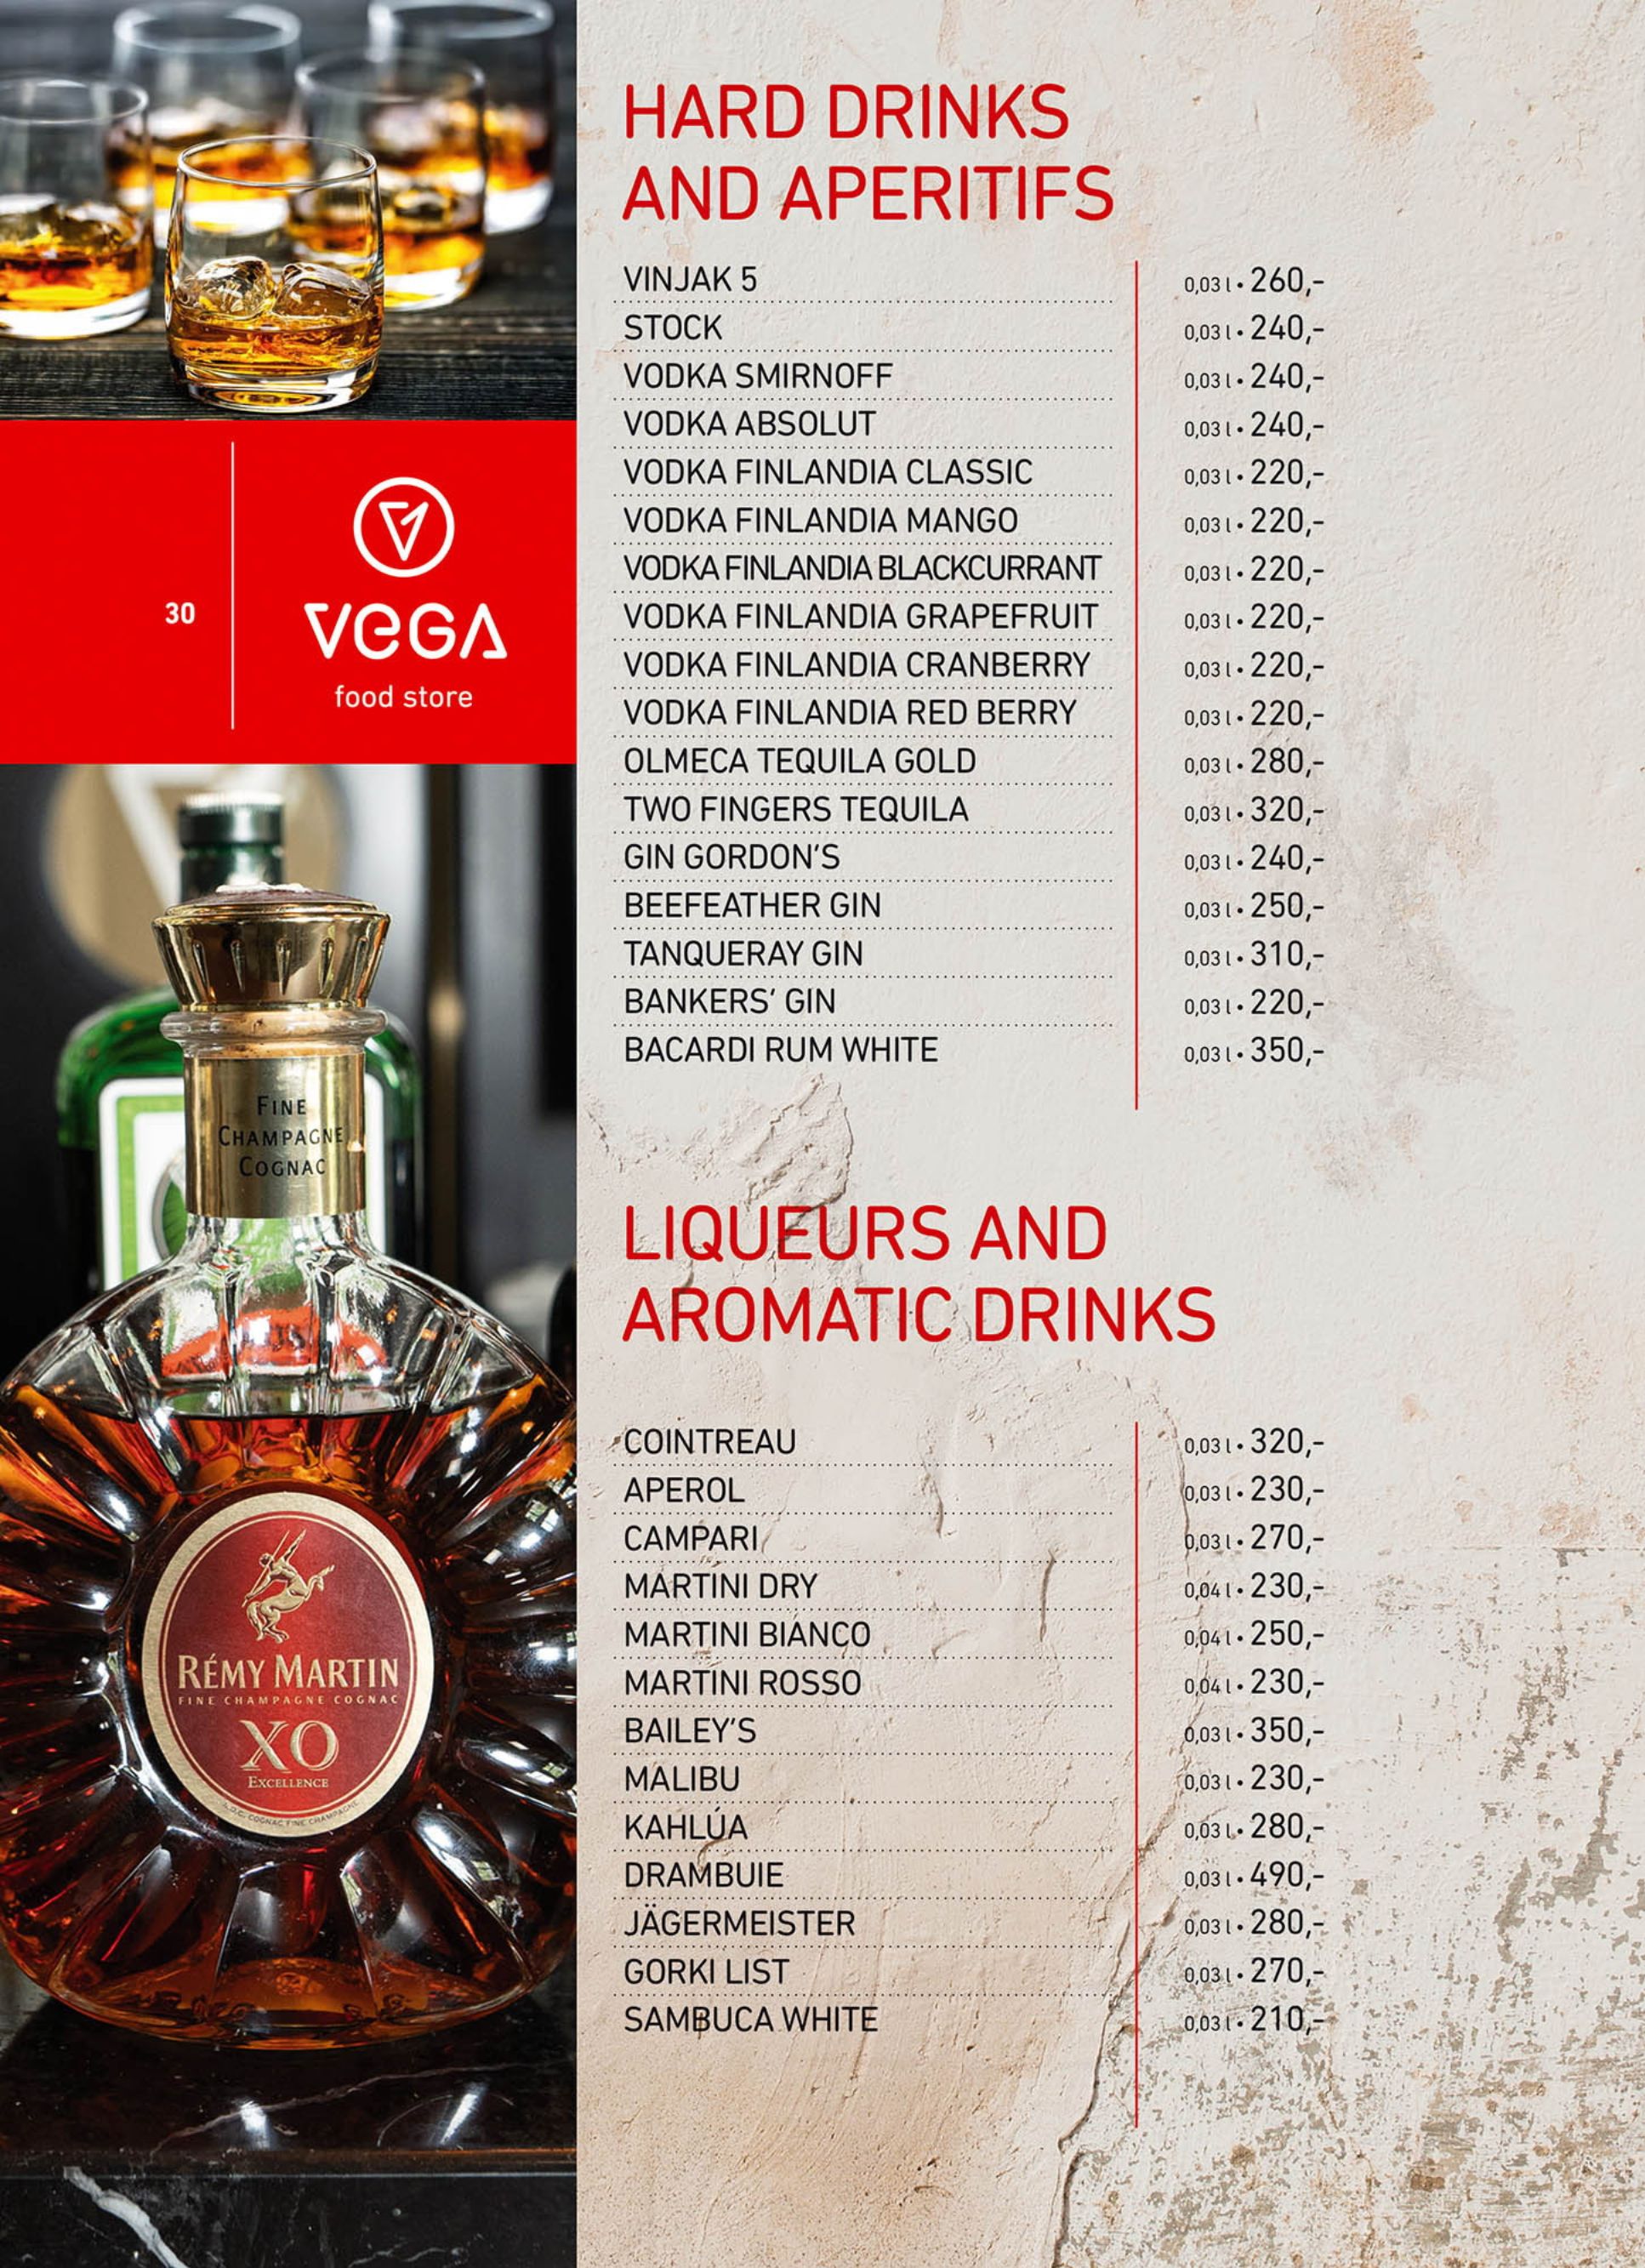 HARD DRINKS
AND APERITIFS
VINJAK 5 0,03 l • 260,-
STOCK 0,03 l • 240,-
VODKA SMIRNOFF 0,03 l • 240,-
VODKA ABSOLUT 0,03 l • 240,-
VODKA FINLANDIA CLASSIC 0,03 l • 220,-
VODKA FINLANDIA MANGO 0,03 l • 220,-
VODKA FINLANDIA BLACKCURRANT 0,03 l • 220,-
VODKA FINLANDIA GRAPEFRUIT 0,03 l • 220,-
VODKA FINLANDIA CRANBERRY 0,03 l • 220,-
VODKA FINLANDIA RED BERRY 0,03 l • 220,-
OLMECA TEQUILA GOLD 0,03 l • 280,-
TWO FINGERS TEQUILA 0,03 l • 320,-
GIN GORDON'S 0,03 l • 240,-
BEEFEATHER GIN 0,03 l • 250,-
TANQUERAY GIN 0,03 l • 310,-
BANKERS' GIN 0,03 l • 220,-
BACARDI RUM WHITE 0,03 l • 350,-
LIQUEURS AND
AROMATIC DRINKS
COINTREAU 0,03 l • 320,-
APEROL 0,03 l • 230,-
CAMPARI 0,03 l • 270,-
MARTINI DRY 0,04 l • 230,-
MARTINI BIANCO 0,04 l • 250,-
MARTINI ROSSO 0,04 l • 230,-
BAILEY'S 0,03 l • 350,-
MALIBU 0,03 l • 230,-
KAHLÚA 0,03 l • 280,-
DRAMBUIE 0,03 l • 490,-
JÄGERMEISTER 0,03 l • 280,-
GORKI LIST 0,03 l • 270,-
SAMBUCA WHITE 0,03 l • 210,-
30
VEGA
food store
FINE
CHAMPAGNE
COGNAC
RÉMY MARTIN
FINE CHAMPAGNE COGNAC
XO
EXCELLENCE
COGNAC FINE CHAMPAGNE